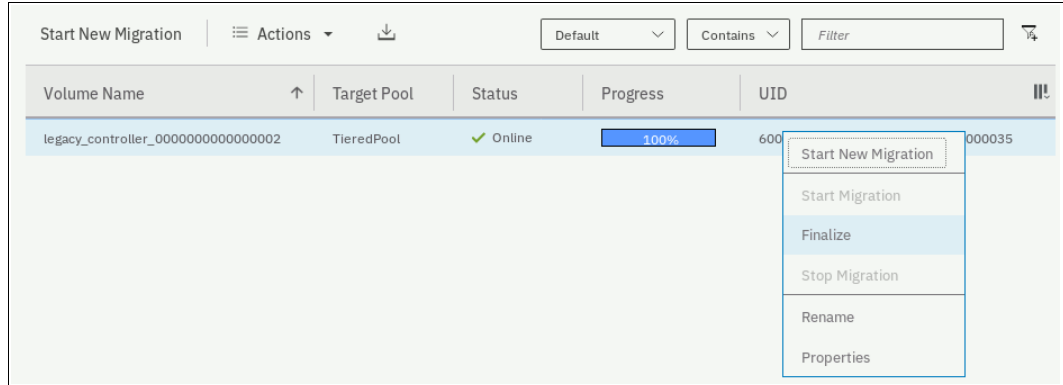 Start New Migration Actions Default Contains Filter
Volume Name Target Pool Status Progress UID
legacy_controller_0000000000000002 TieredPool Online 100% 600 000035
Start New Migration
Start Migration
Finalize
Stop Migration
Rename
Properties